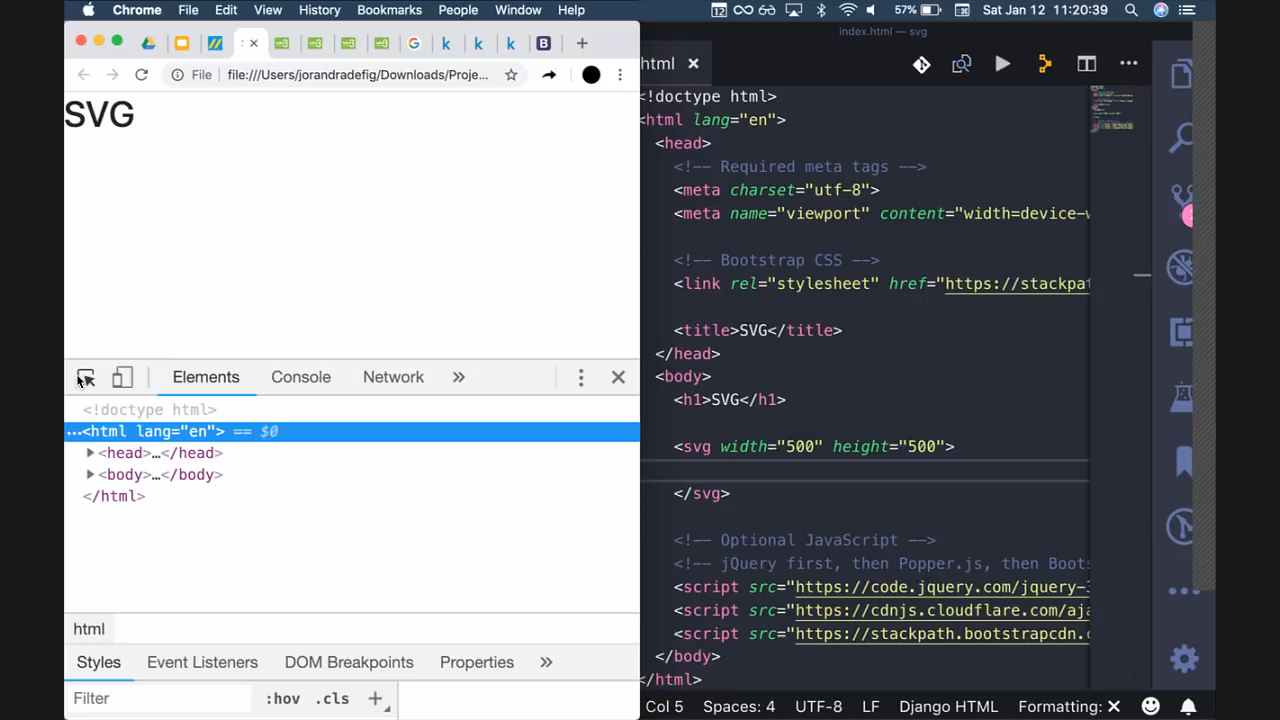 Chrome File Edit View History Bookmarks People Window Help
12 57% Sat Jan 12 11:20:39
File file:///Users/jorandradefig/Downloads/Proje...
SVG
Elements Console Network »
<!doctype html>
…<html lang="en"> == $0
<head>…</head>
<body>…</body>
</html>
html
Styles Event Listeners DOM Breakpoints Properties »
Filter :hov .cls +
index.html — svg
html
<!doctype html>
<html lang="en">
<head>
<!-- Required meta tags -->
<meta charset="utf-8">
<meta name="viewport" content="width=device-w
<!-- Bootstrap CSS -->
<link rel="stylesheet" href="https://stackpat
<title>SVG</title>
</head>
<body>
<h1>SVG</h1>
<svg width="500" height="500">
</svg>
<!-- Optional JavaScript -->
<!-- jQuery first, then Popper.js, then Boots
<script src="https://code.jquery.com/jquery-3
<script src="https://cdnjs.cloudflare.com/aja
<script src="https://stackpath.bootstrapcdn.c
</body>
</html>
Col 5 Spaces: 4 UTF-8 LF Django HTML Formatting: ✕